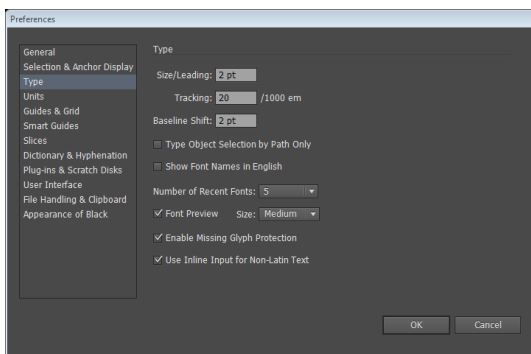 Preferences
General
Selection & Anchor Display
Type
Units
Guides & Grid
Smart Guides
Slices
Dictionary & Hyphenation
Plug-ins & Scratch Disks
User Interface
File Handling & Clipboard
Appearance of Black
Type
Size/Leading: 2 pt
Tracking: 20 /1000 em
Baseline Shift: 2 pt
Type Object Selection by Path Only
Show Font Names in English
Number of Recent Fonts: 5
Font Preview Size: Medium
Enable Missing Glyph Protection
Use Inline Input for Non-Latin Text
OK Cancel